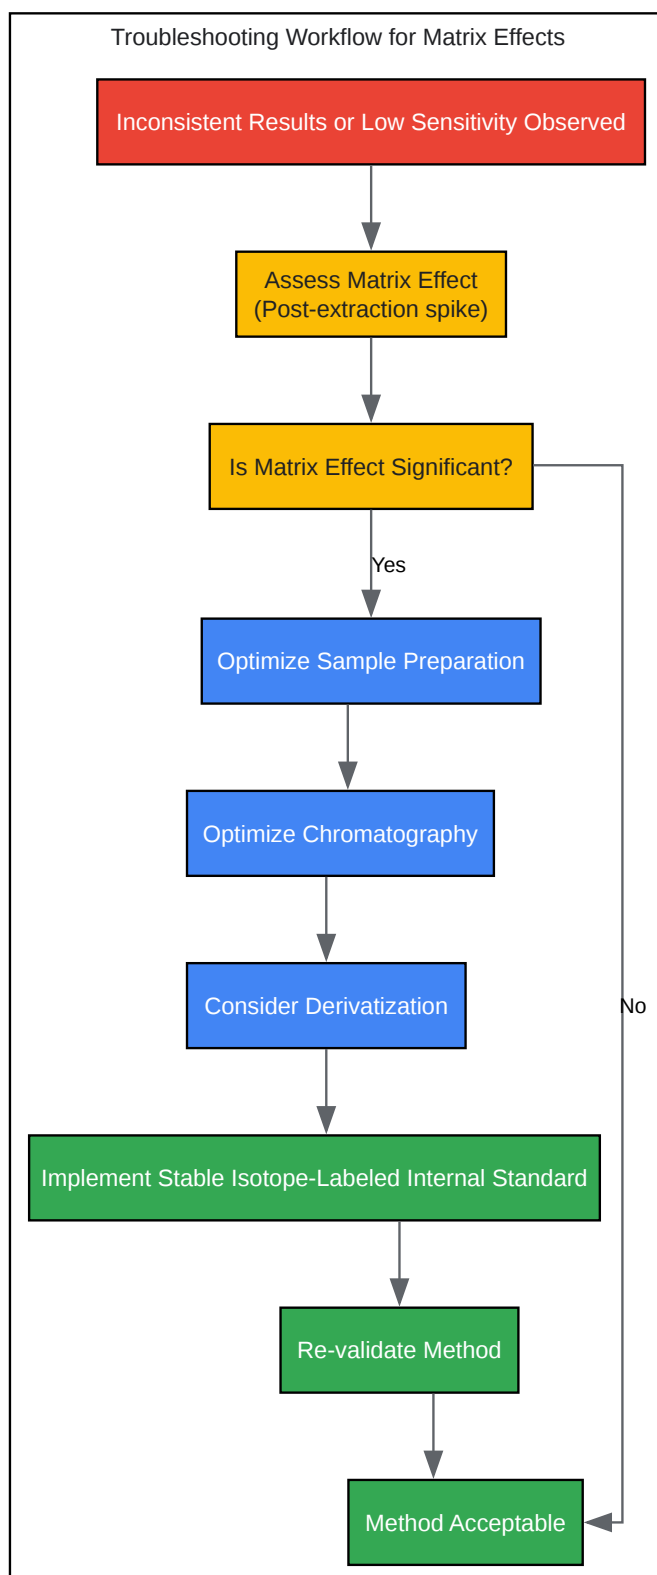 Troubleshooting Workflow for Matrix Effects
Inconsistent Results or Low Sensitivity Observed
Assess Matrix Effect
(Post-extraction spike)
Is Matrix Effect Significant?
Yes
Optimize Sample Preparation
Optimize Chromatography
Consider Derivatization
No
Implement Stable Isotope-Labeled Internal Standard
Re-validate Method
Method Acceptable